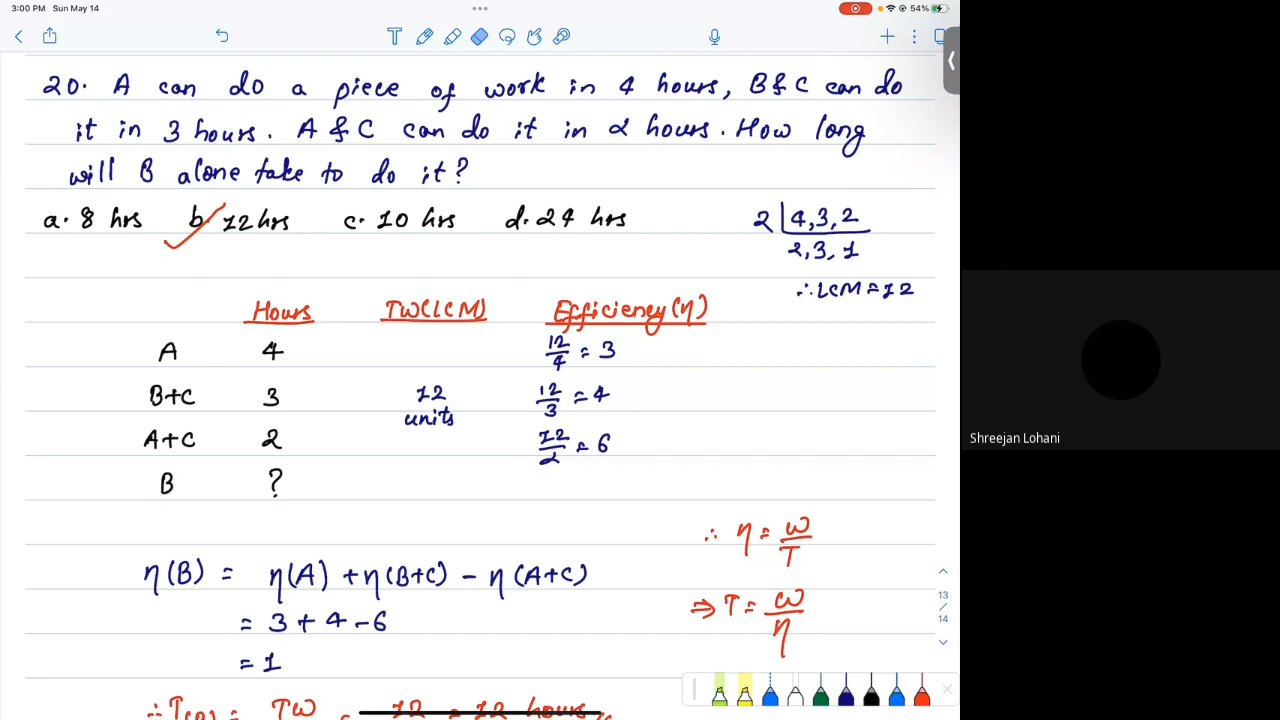 3:00 PM Sun May 14
54%
20. A can do a piece of work in 4 hours, B & C can do
it in 3 hours. A & C can do it in 2 hours. How long
will B alone take to do it?
a. 8 hrs b. 12 hrs c. 10 hrs d. 24 hrs
2 | 4, 3, 2
2, 3, 1
∴ LCM = 12
Hours TW(LCM) Efficiency(η)
A 4 12/4 = 3
B+C 3 12 units 12/3 = 4
A+C 2 12/2 = 6
B ?
∴ η = W/T
⇒ T = W/η
η(B) = η(A) + η(B+C) - η(A+C)
= 3 + 4 - 6
= 1
13
/
14
Shreejan Lohani